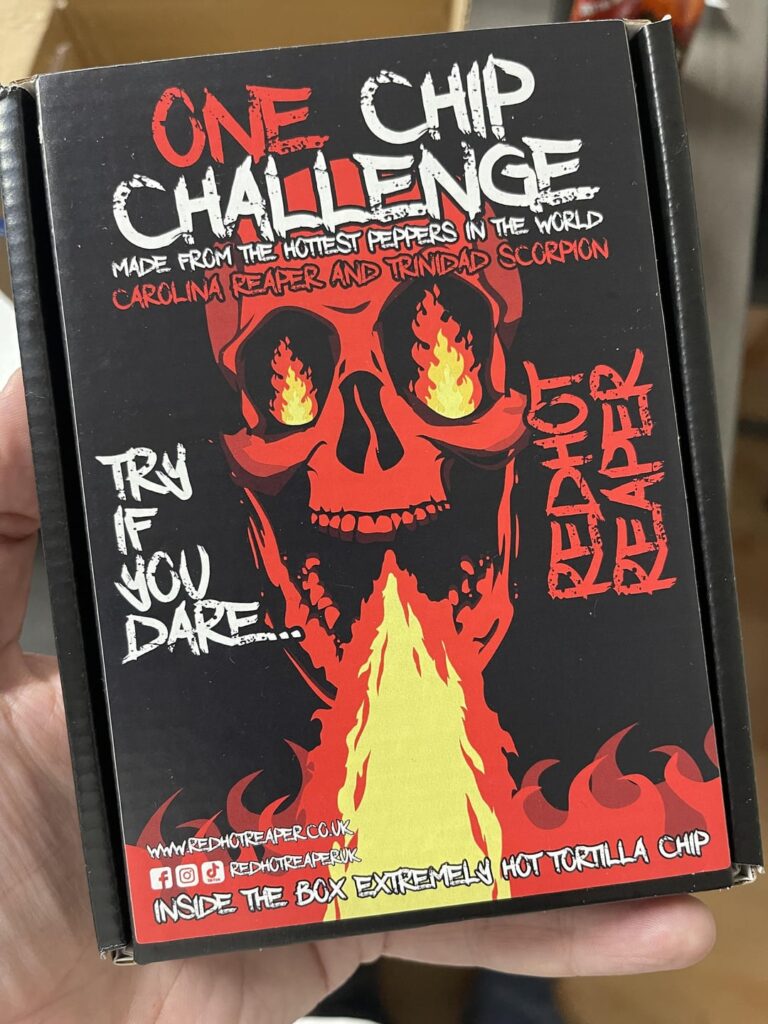 ONE CHIP
CHALLENGE
MADE FROM THE HOTTEST PEPPERS IN THE WORLD
CAROLINA REAPER AND TRINIDAD SCORPION
TRY
IF
YOU
DARE...
REDHOT
REAPER
WWW.REDHOTREAPER.CO.UK
REDHOTREAPERUK
INSIDE THE BOX EXTREMELY HOT TORTILLA CHIP